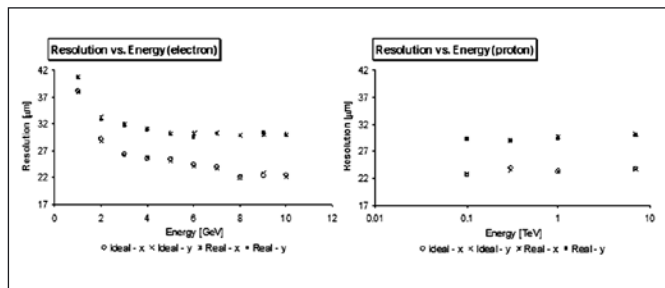 Resolution vs. Energy (electron)
42
37
32
27
22
17
Resolution [µm]
0 2 4 6 8 10 12
Energy [GeV]
Ideal - x Ideal - y Real - x Real - y
Resolution vs. Energy (proton)
42
37
32
27
22
17
Resolution [µm]
0.01 0.1 1 10
Energy [TeV]
Ideal - x Ideal - y Real - x Real - y